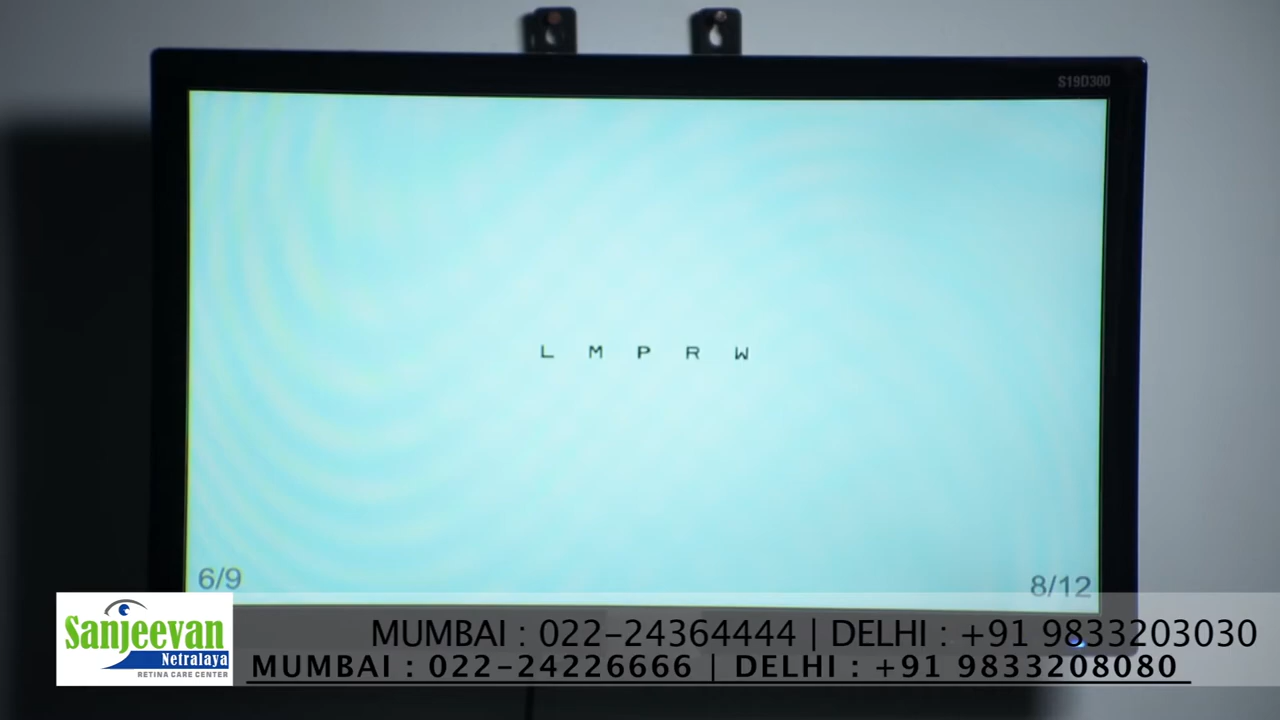 S19D300
L M P R W
6/9
8/12
Sanjeevan
Netralaya
RETINA CARE CENTER
MUMBAI : 022-24364444 | DELHI : +91 9833203030
MUMBAI : 022-24226666 | DELHI : +91 9833208080